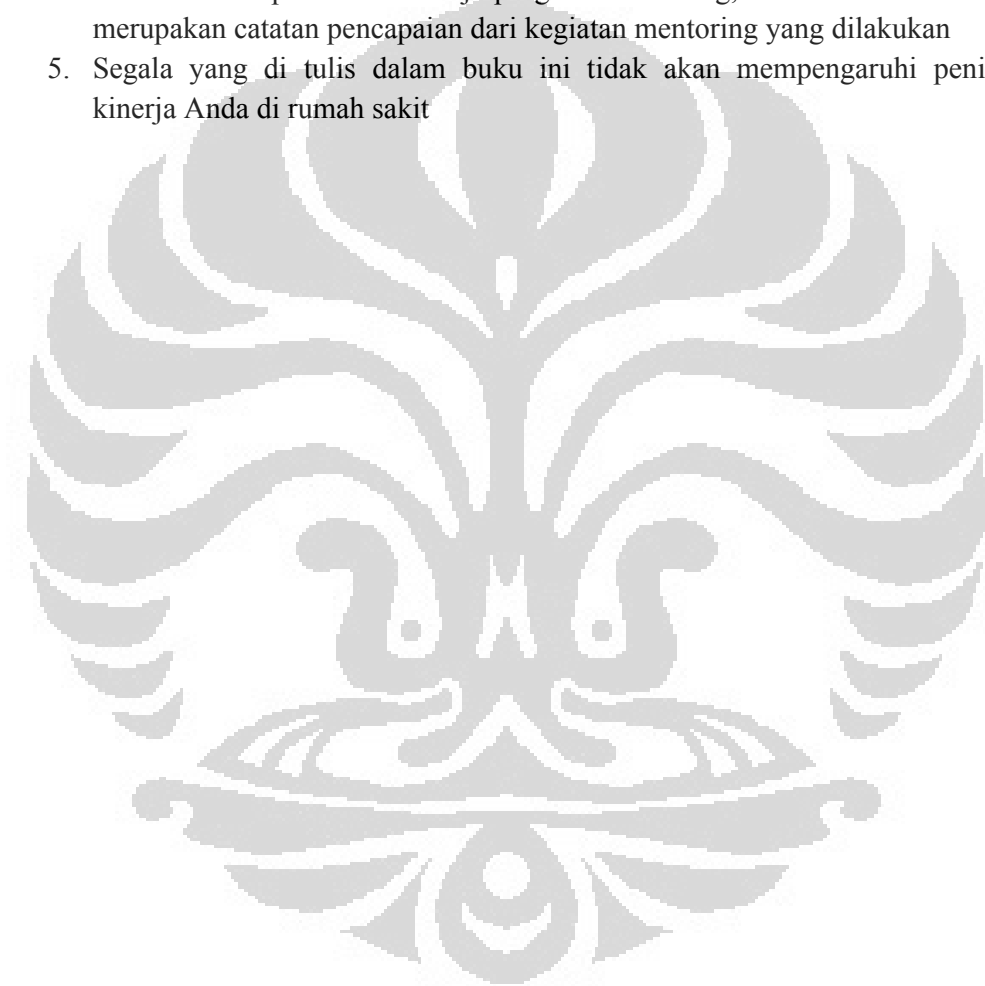 merupakan catatan pencapaian dari kegiatan mentoring yang dilakukan
5. Segala yang di tulis dalam buku ini tidak akan mempengaruhi peni
kinerja Anda di rumah sakit